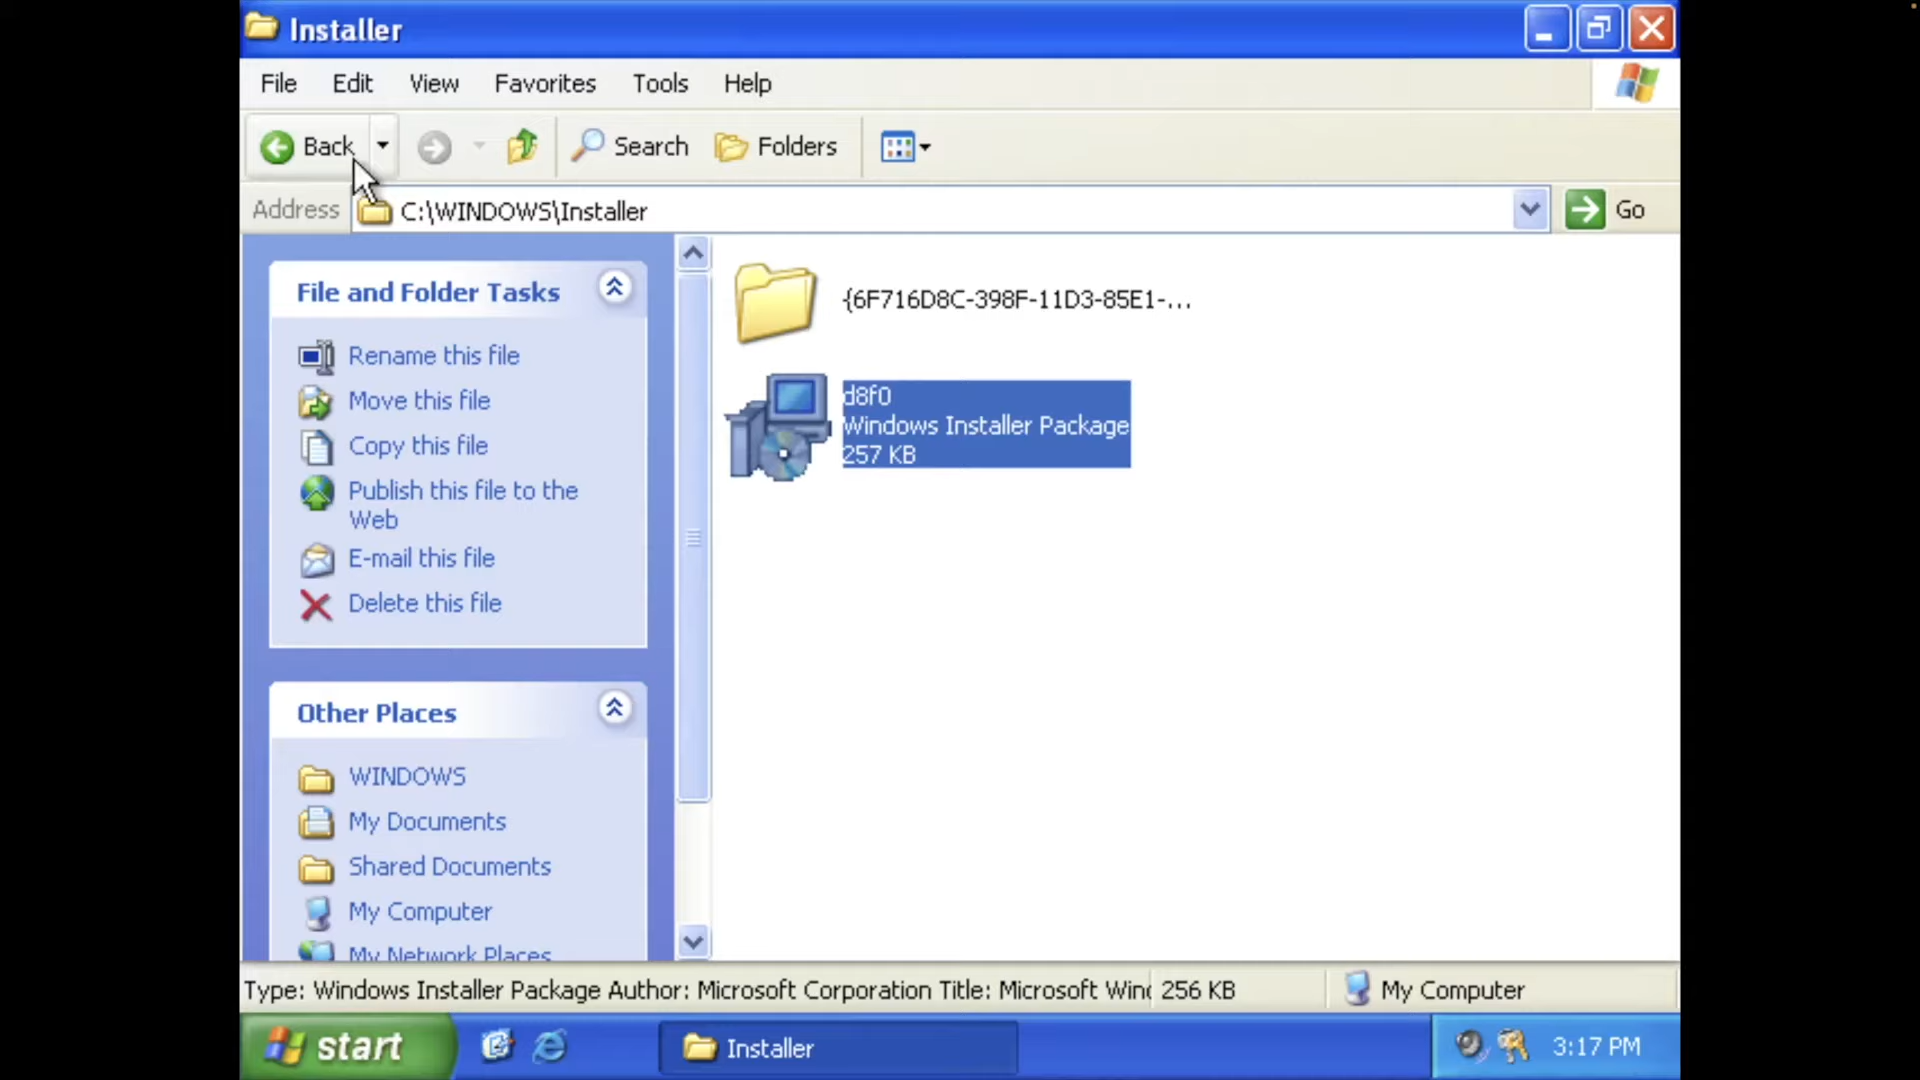 Installer
File Edit View Favorites Tools Help
Back Search Folders
Address C:\WINDOWS\Installer Go
File and Folder Tasks
Rename this file
Move this file
Copy this file
Publish this file to the
Web
E-mail this file
Delete this file
Other Places
WINDOWS
My Documents
Shared Documents
My Computer
My Network Places
{6F716D8C-398F-11D3-85E1-...
d8f0
Windows Installer Package
257 KB
Type: Windows Installer Package Author: Microsoft Corporation Title: Microsoft Wind 256 KB My Computer
start Installer 3:17 PM